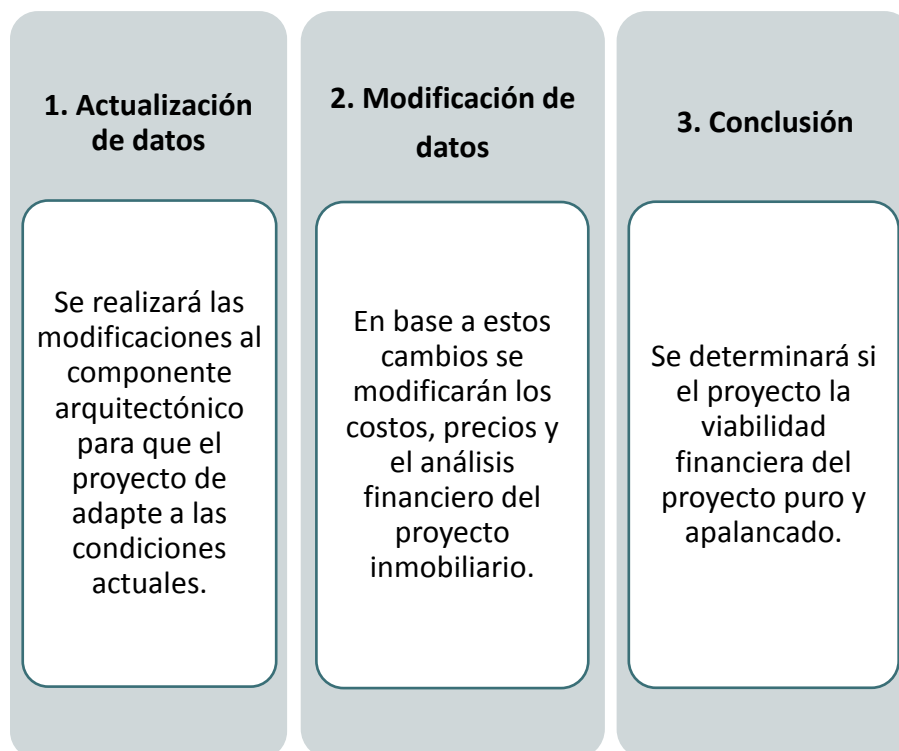 1. Actualización
de datos
Se realizará las
modificaciones al
componente
arquitectónico
para que el
proyecto de
adapte a las
condiciones
actuales.
2. Modificación de
datos
En base a estos
cambios se
modificarán los
costos, precios y
el análisis
financiero del
proyecto
inmobiliario.
3. Conclusión
Se determinará si
el proyecto la
viabilidad
financiera del
proyecto puro y
apalancado.